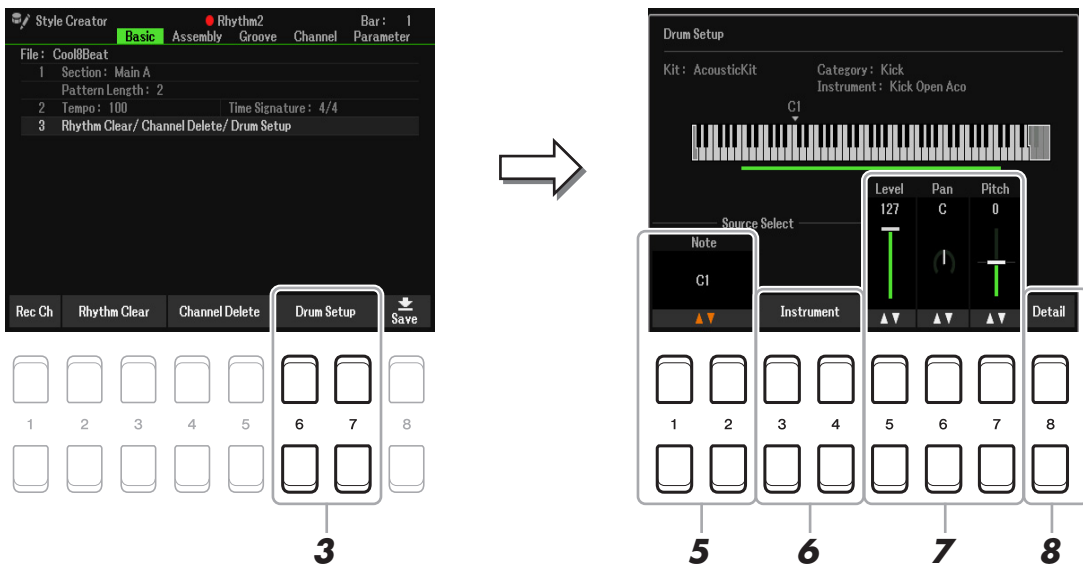 Style Creator Rhythm2 Bar: 1
Basic Assembly Groove Channel Parameter
File: Cool8Beat
1 Section: Main A
Pattern Length: 2
2 Tempo: 100 Time Signature: 4/4
3 Rhythm Clear/ Channel Delete/ Drum Setup
Rec Ch Rhythm Clear Channel Delete Drum Setup Save
1 2 3 4 5 6 7 8
3
Drum Setup
Kit: AcousticKit Category: Kick
Instrument: Kick Open Aco
C1
Level Pan Pitch
127 C 0
Source Select
Note
C1
Instrument Detail
1 2 3 4 5 6 7 8
5 6 7 8